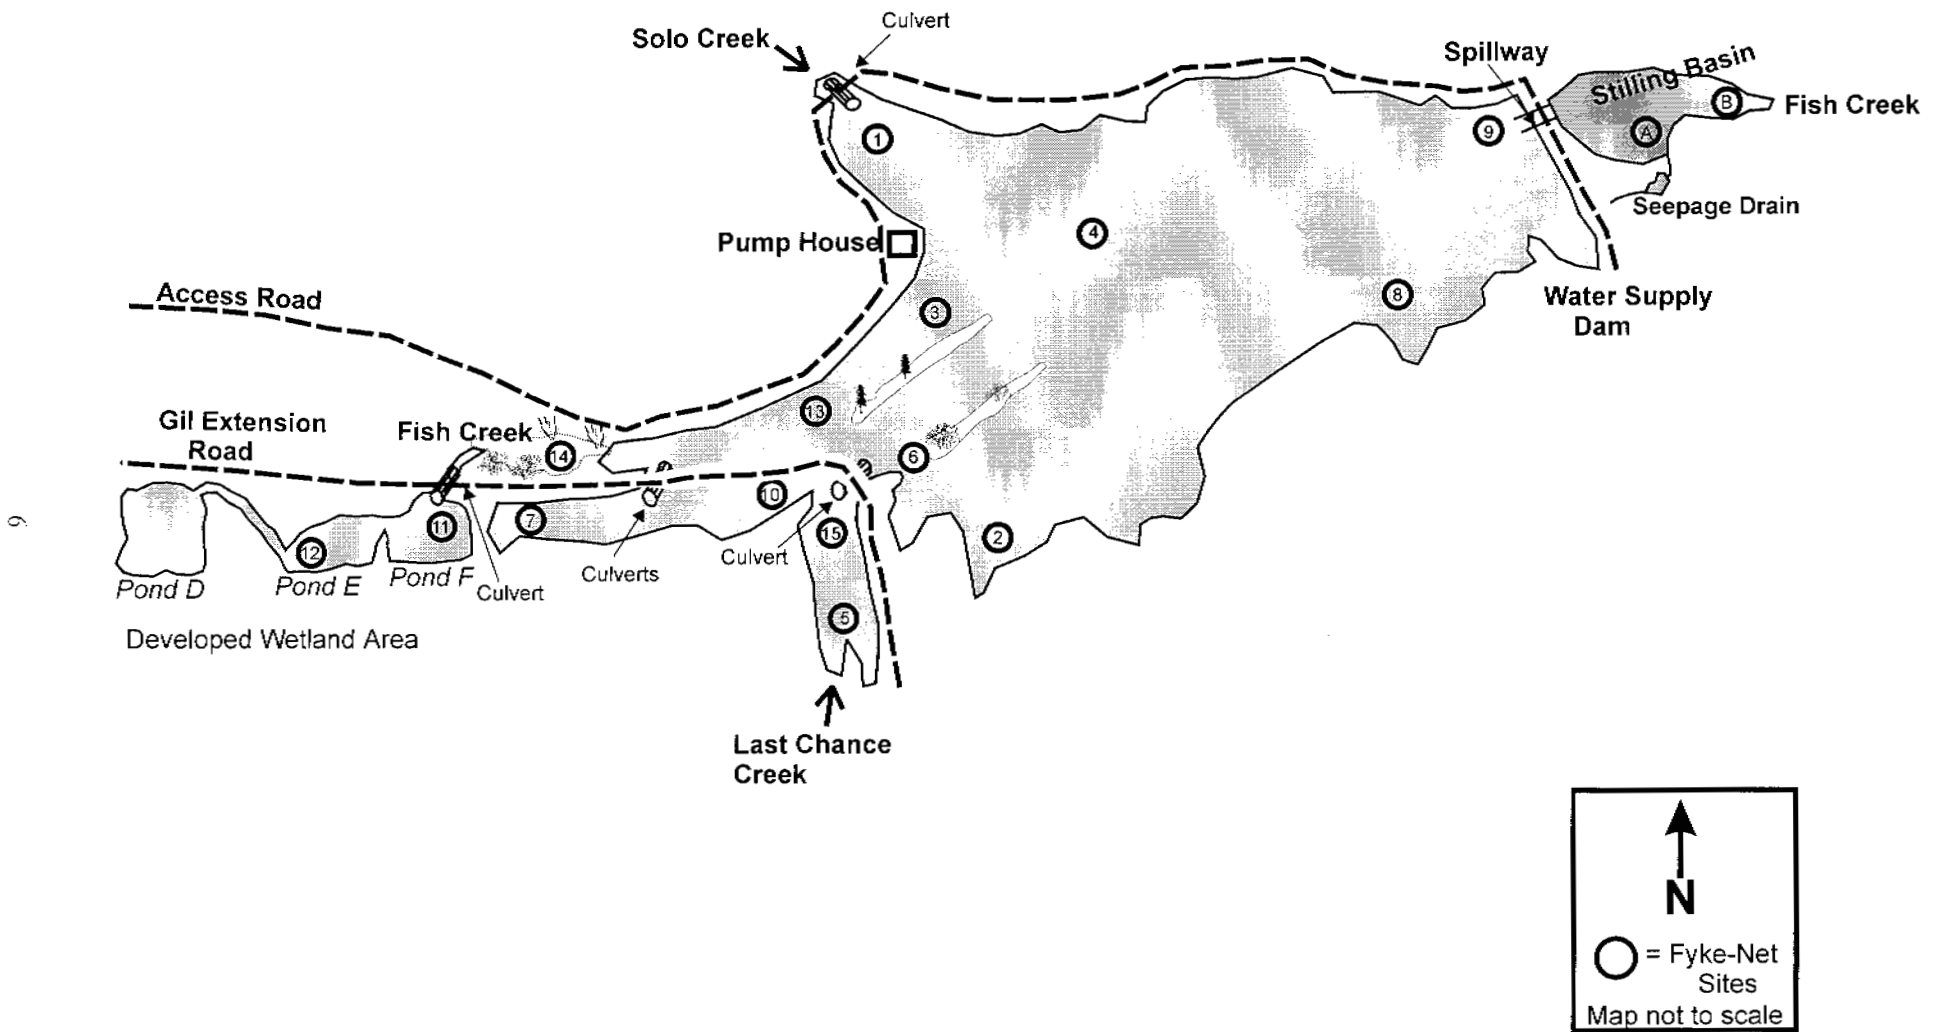 Culvert
Solo Creek
Spillway
Stilling Basin
B
Fish Creek
9
A
1
Seepage Drain
4
Pump House
Access Road
8
Water Supply
Dam
3
13
Gil Extension
Road
Fish Creek
14
6
10
7
11
15
12
2
Culvert
Culverts
Pond D
Pond E
Pond F
Culvert
5
Developed Wetland Area
Last Chance
Creek
N
= Fyke-Net
Sites
Map not to scale
9